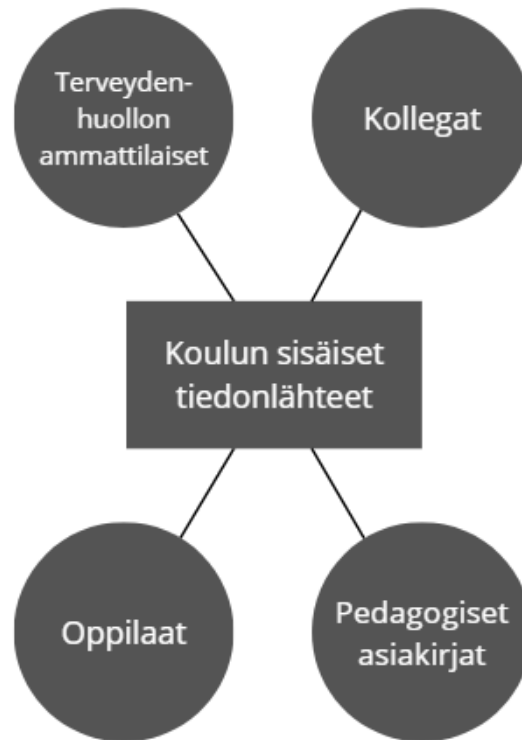 Terveyden-
huollon
ammattilaiset
Kollegat
Koulun sisäiset
tiedonlähteet
Oppilaat
Pedagogiset
asiakirjat